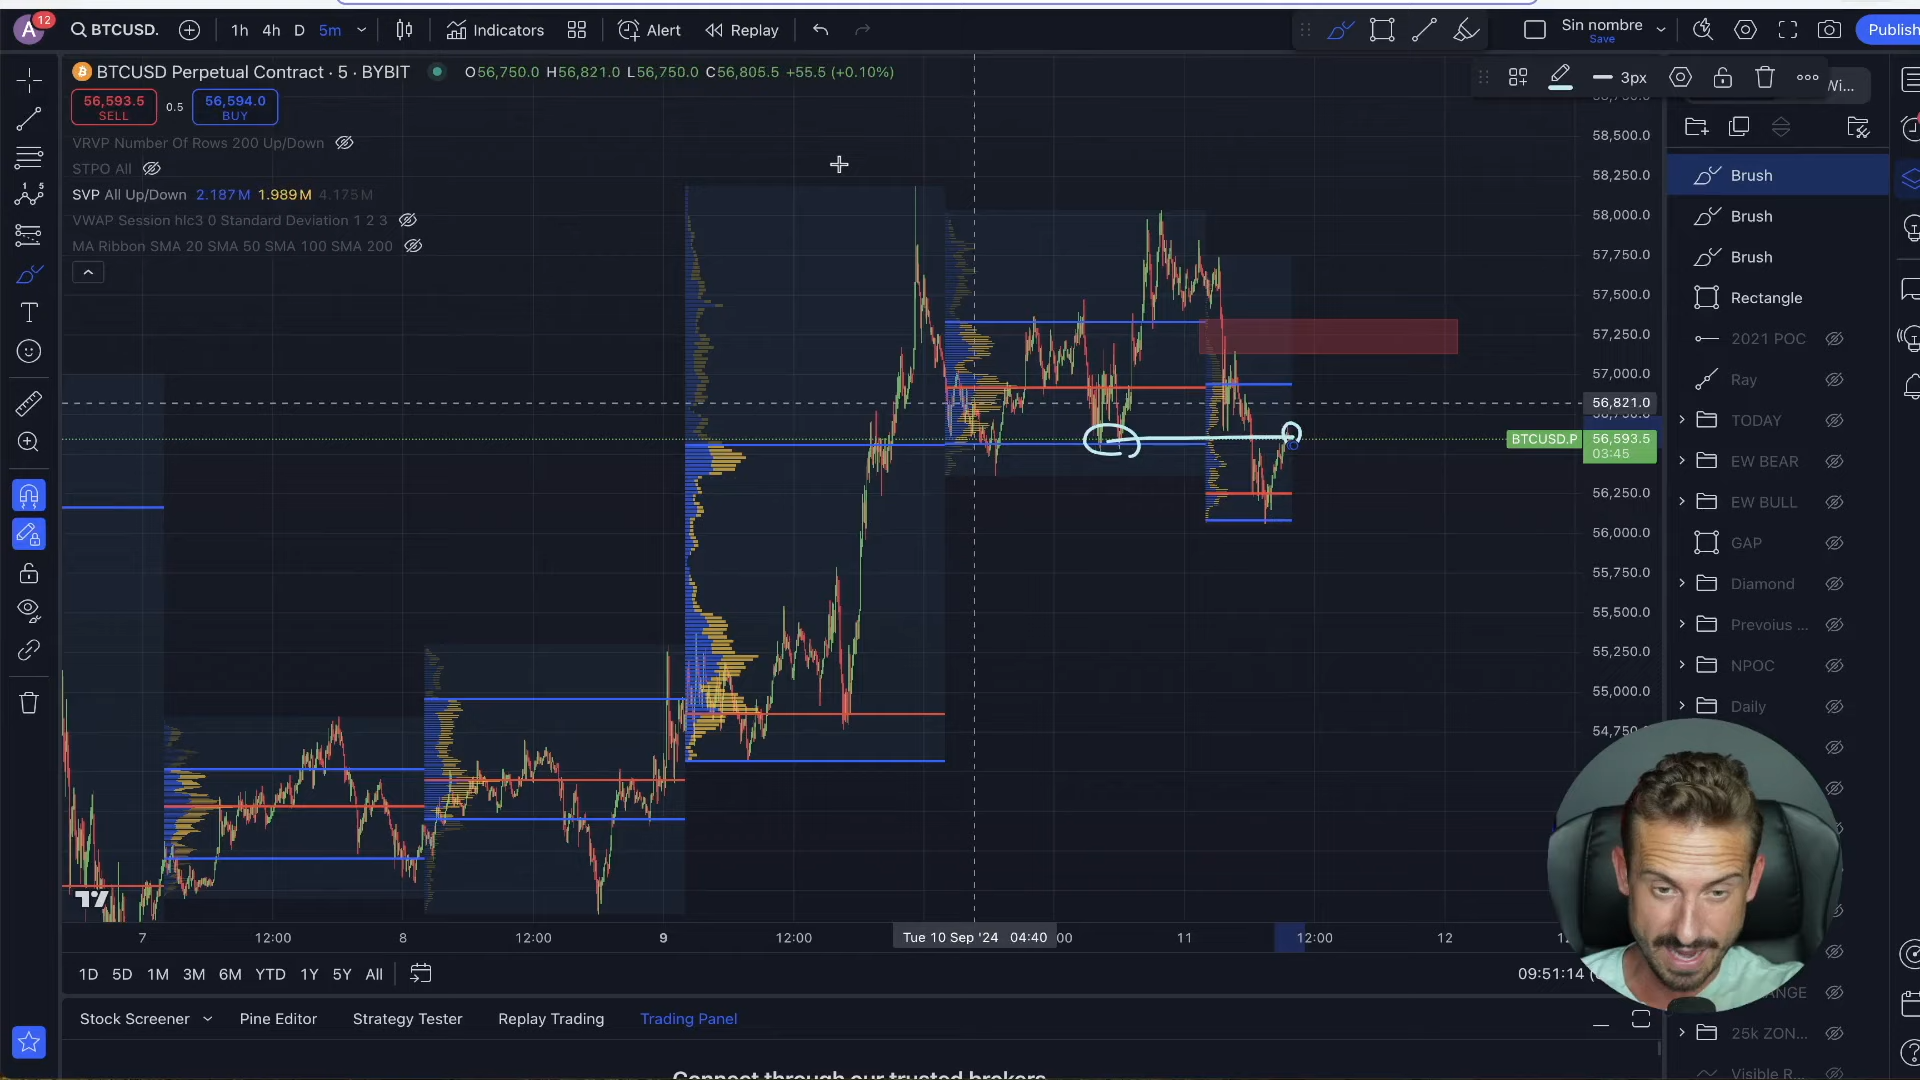 A
12
BTCUSD.
1h 4h D 5m
Indicators
Alert
Replay
Sin nombre
Save
Publish
BTCUSD Perpetual Contract · 5 · BYBIT
O56,750.0 H56,821.0 L56,750.0 C56,805.5 +55.5 (+0.10%)
3px
56,593.5
SELL
0.5
56,594.0
BUY
VRVP Number Of Rows 200 Up/Down
STPO All
SVP All Up/Down 2.187M 1.989M 4.175M
VWAP Session hlc3 0 Standard Deviation 1 2 3
MA Ribbon SMA 20 SMA 50 SMA 100 SMA 200
58,500.0
58,250.0
58,000.0
57,750.0
57,500.0
57,250.0
57,000.0
56,821.0
BTCUSD.P
56,593.5
03:45
56,250.0
56,000.0
55,750.0
55,500.0
55,250.0
55,000.0
Brush
Brush
Brush
Rectangle
2021 POC
Ray
TODAY
EW BEAR
EW BULL
GAP
Diamond
Prevoius ...
NPOC
Daily
25k ZON...
7 12:00 8 12:00 9 12:00 Tue 10 Sep '24 04:40 11 12:00 12
1D 5D 1M 3M 6M YTD 1Y 5Y All
09:51:14
Stock Screener
Pine Editor
Strategy Tester
Replay Trading
Trading Panel
Connect through our trusted brokers